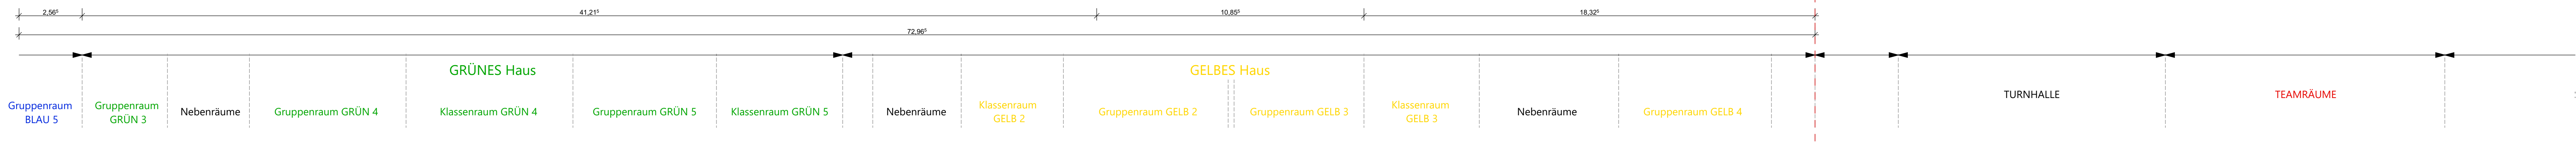 2,56⁵
41,21⁵
10,85⁵
18,32⁵
72,96⁵
GRÜNES Haus
GELBES Haus
Gruppenraum
BLAU 5
Gruppenraum
GRÜN 3
Nebenräume
Gruppenraum GRÜN 4
Klassenraum GRÜN 4
Gruppenraum GRÜN 5
Klassenraum GRÜN 5
Nebenräume
Klassenraum
GELB 2
Gruppenraum GELB 2
Gruppenraum GELB 3
Klassenraum
GELB 3
Nebenräume
Gruppenraum GELB 4
TURNHALLE
TEAMRÄUME